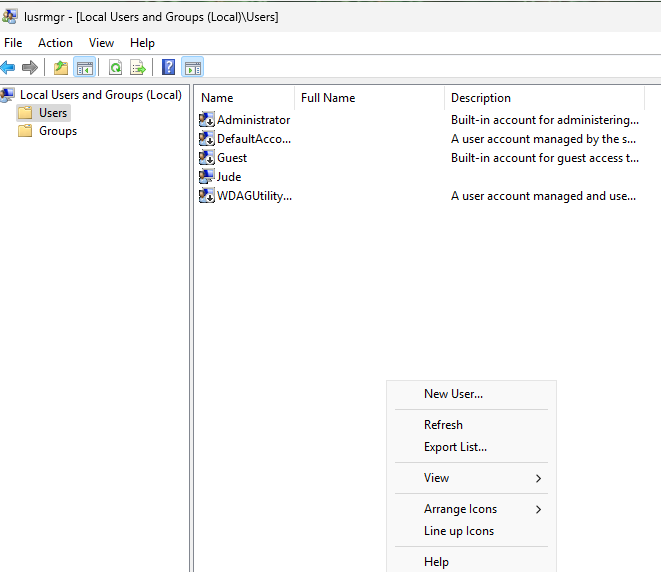 lusrmgr - [Local Users and Groups (Local)\Users]
File Action View Help
Local Users and Groups (Local)
Users
Groups
Name Full Name Description
Administrator Built-in account for administering...
DefaultAcco... A user account managed by the s...
Guest Built-in account for guest access t...
Jude
WDAGUtility... A user account managed and use...
New User...
Refresh
Export List...
View
Arrange Icons
Line up Icons
Help